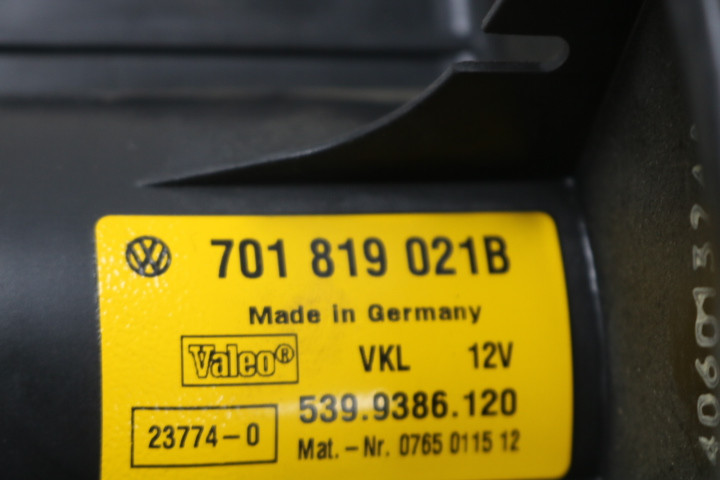 701 819 021B
Made in Germany
Valeo® VKL 12V
539.9386.120
23774-0
Mat.-Nr. 0765 0115 12